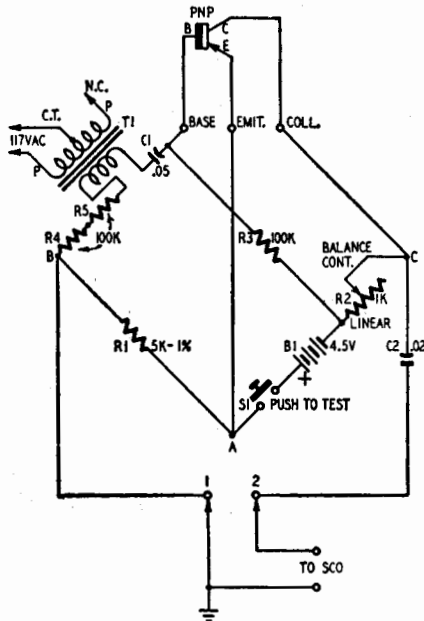 PNP
B
C
E
N.C.
C.T.
P
T1
117VAC
P
C1
.05
BASE
EMIT.
COLL.
R5
R4
100K
B
R3
100K
BALANCE
CONT.
C
R2
1K
LINEAR
R1
5K-1%
B1
4.5V
+
C2
.02
S1
PUSH TO TEST
A
1
2
TO SCO